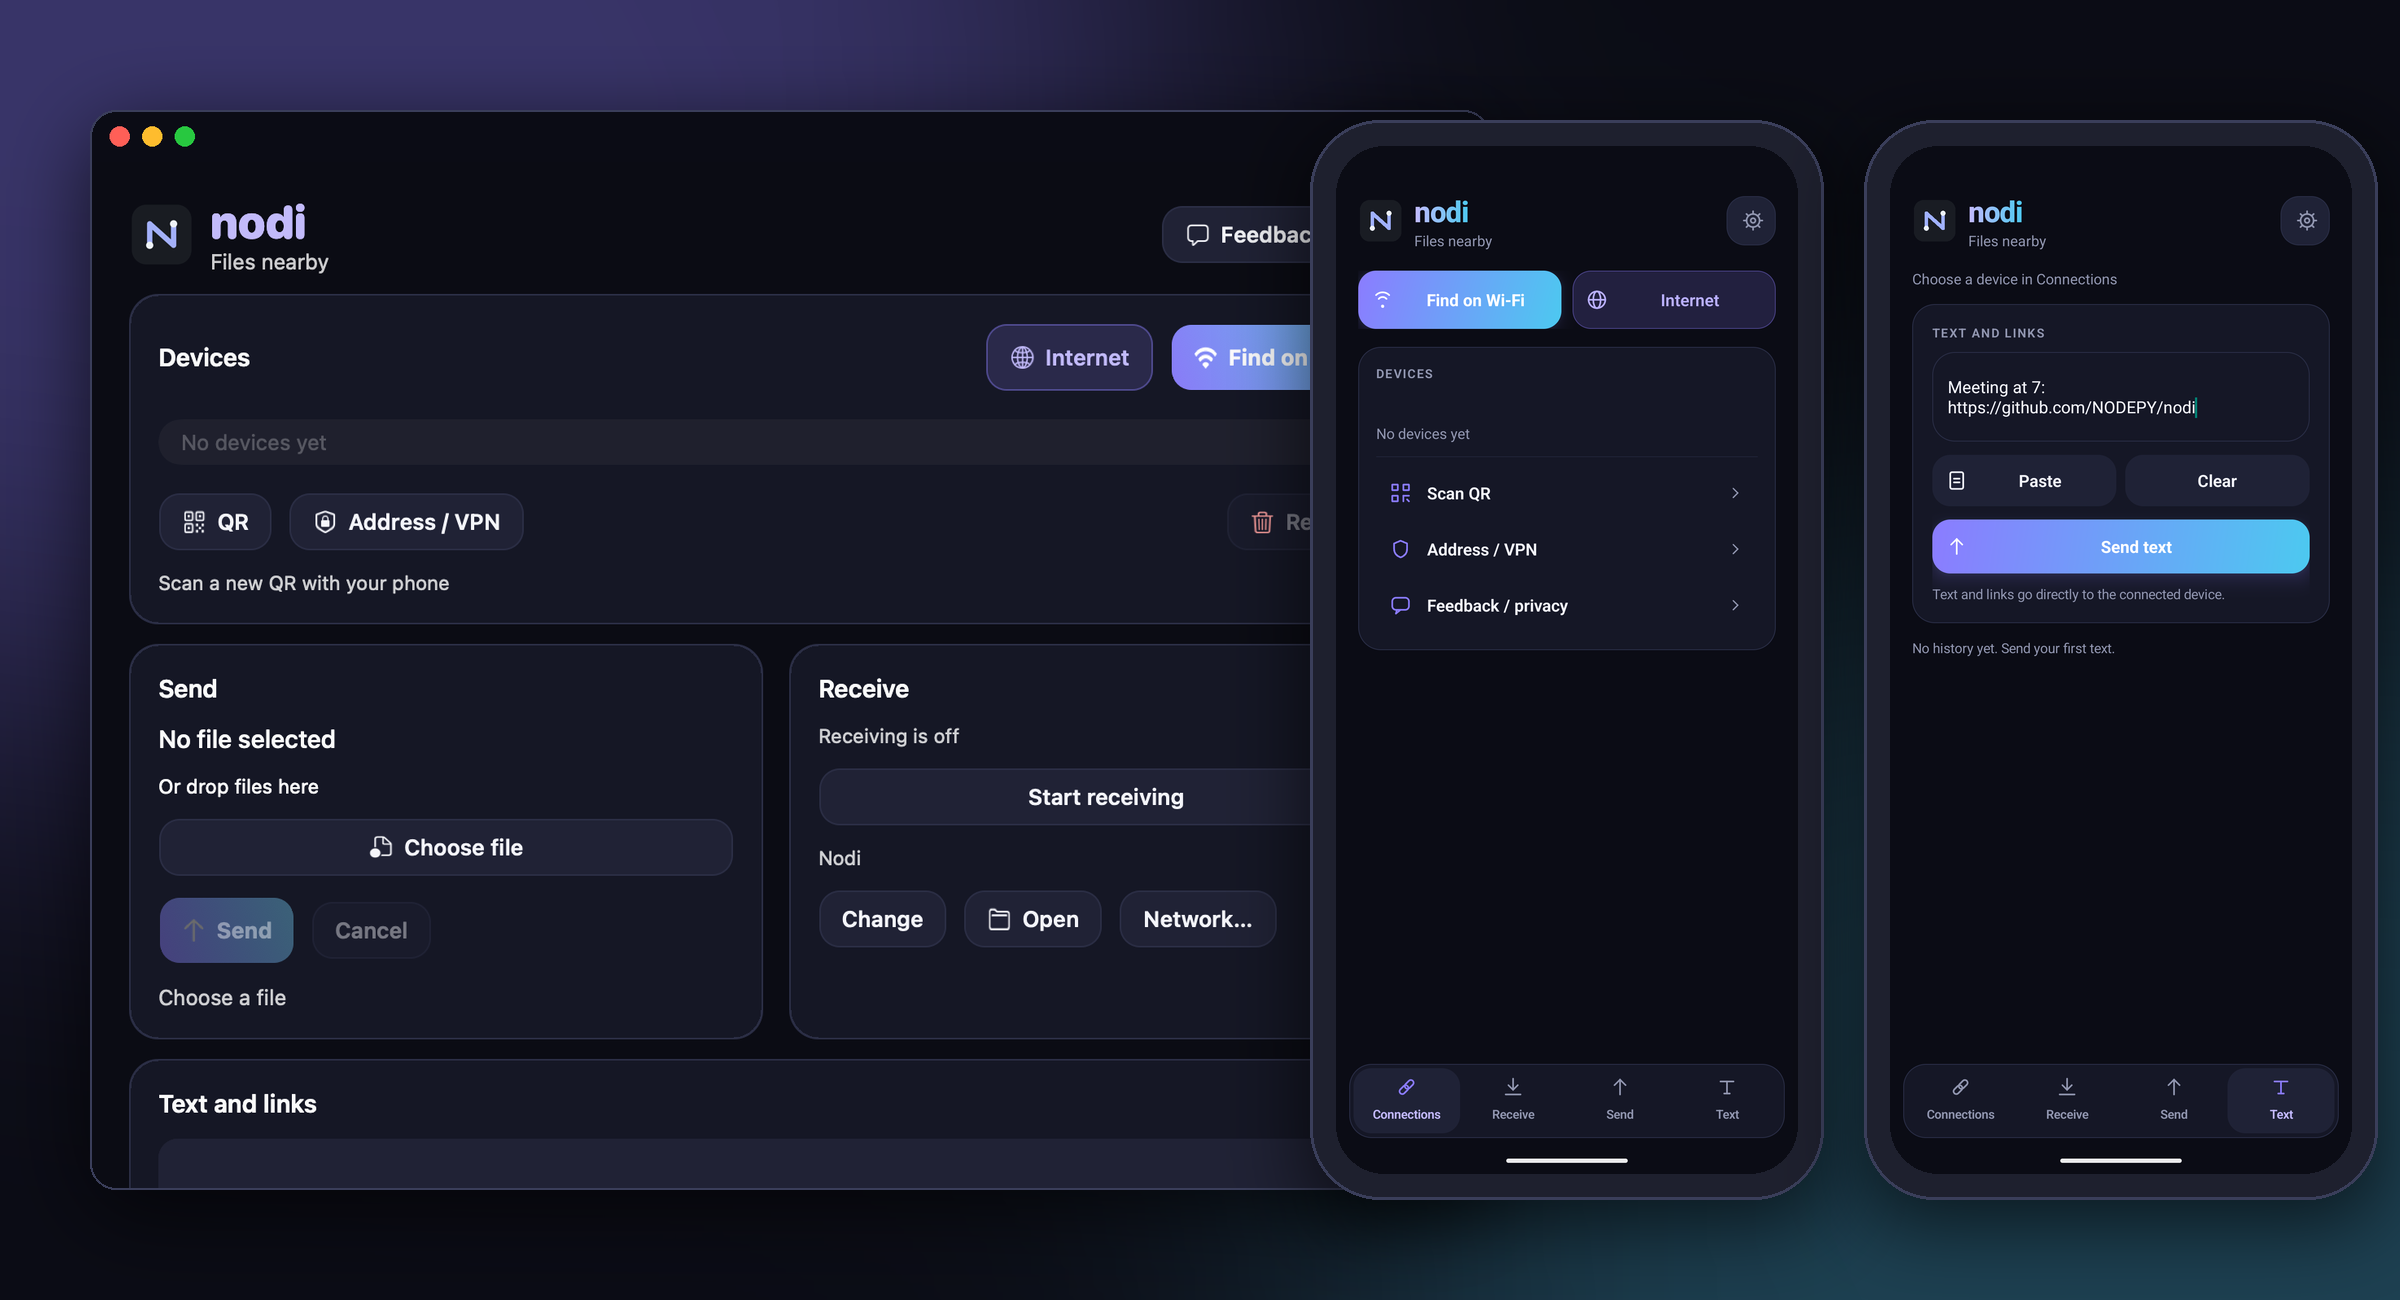 nodi
Files nearby
Feedbac
Devices
Internet
Find on
No devices yet
QR
Address / VPN
Re
Scan a new QR with your phone
Send
No file selected
Or drop files here
Choose file
Send
Cancel
Choose a file
Receive
Receiving is off
Start receiving
Nodi
Change
Open
Network...
Text and links
nodi
Files nearby
Find on Wi-Fi
Internet
DEVICES
No devices yet
Scan QR
Address / VPN
Feedback / privacy
Connections
Receive
Send
Text
nodi
Files nearby
Choose a device in Connections
TEXT AND LINKS
Meeting at 7:
https://github.com/NODEPY/nodi
Paste
Clear
Send text
Text and links go directly to the connected device.
No history yet. Send your first text.
Connections
Receive
Send
Text